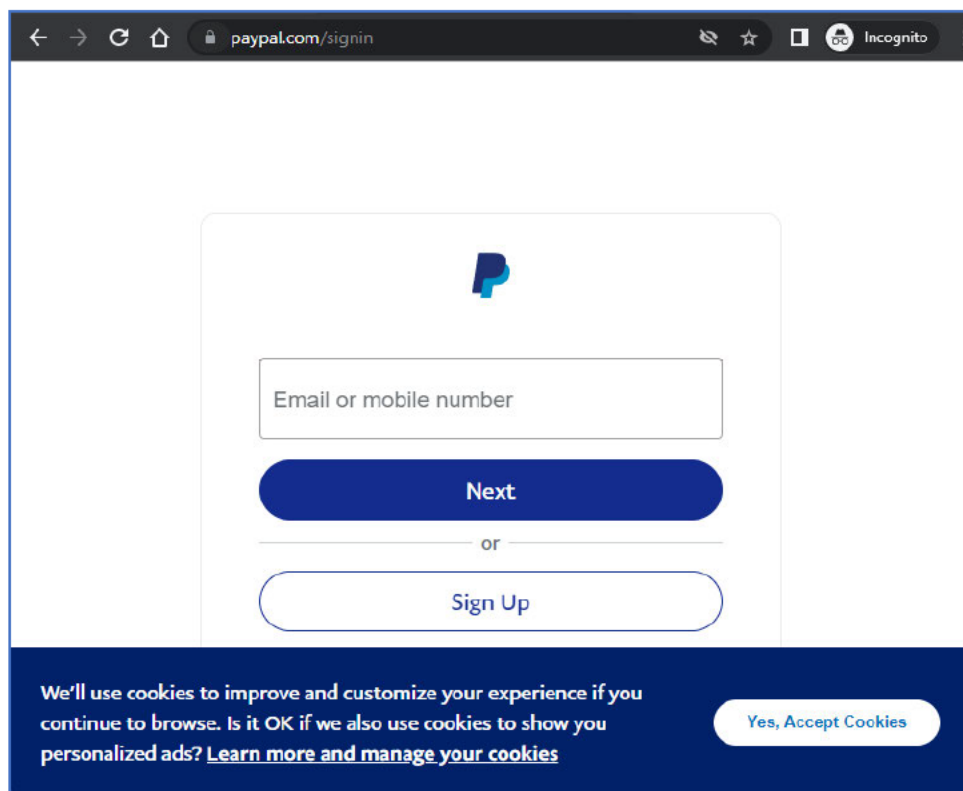 paypal.com/signin
Incognito
Email or mobile number
Next
or
Sign Up
We'll use cookies to improve and customize your experience if you
continue to browse. Is it OK if we also use cookies to show you
personalized ads? Learn more and manage your cookies
Yes, Accept Cookies